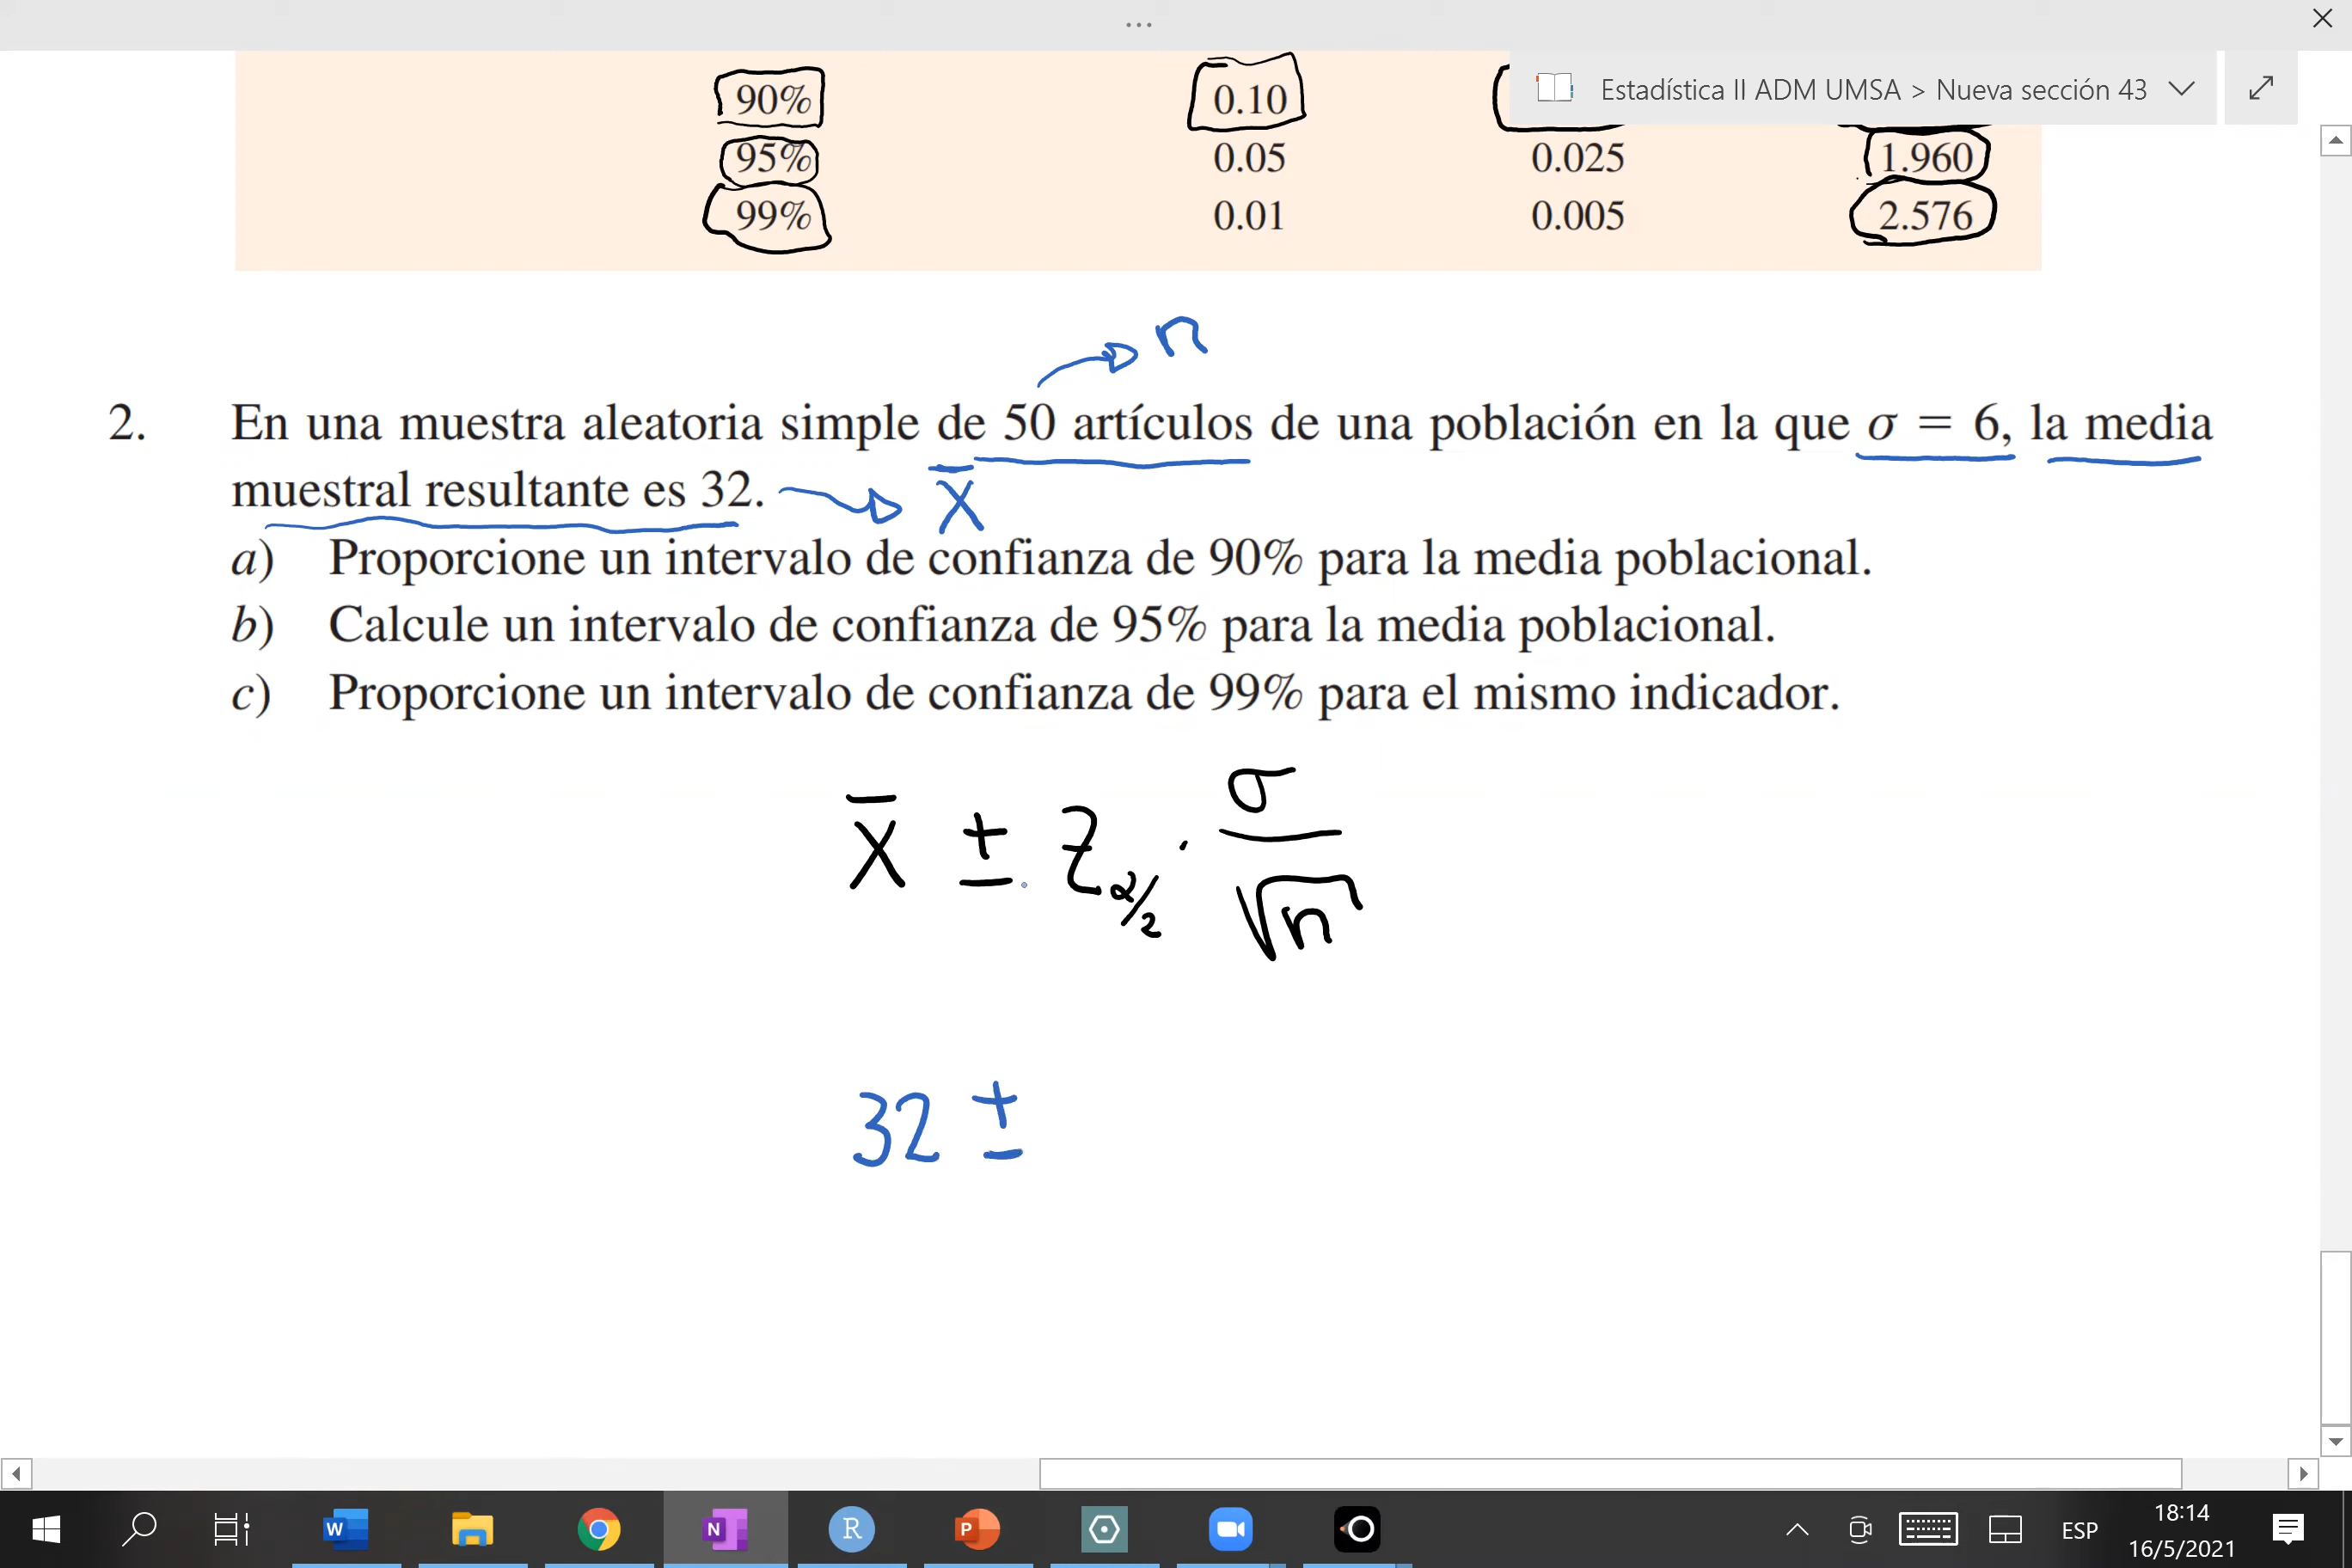 90% 0.10
Estadística II ADM UMSA > Nueva sección 43
95% 0.05 0.025 1.960
99% 0.01 0.005 2.576
n
2. En una muestra aleatoria simple de 50 artículos de una población en la que σ = 6, la media
muestral resultante es 32. x̄
a) Proporcione un intervalo de confianza de 90% para la media poblacional.
b) Calcule un intervalo de confianza de 95% para la media poblacional.
c) Proporcione un intervalo de confianza de 99% para el mismo indicador.
x̄ ± z α/2 · σ/√n
32 ±
W N R P ESP 18:14
16/5/2021